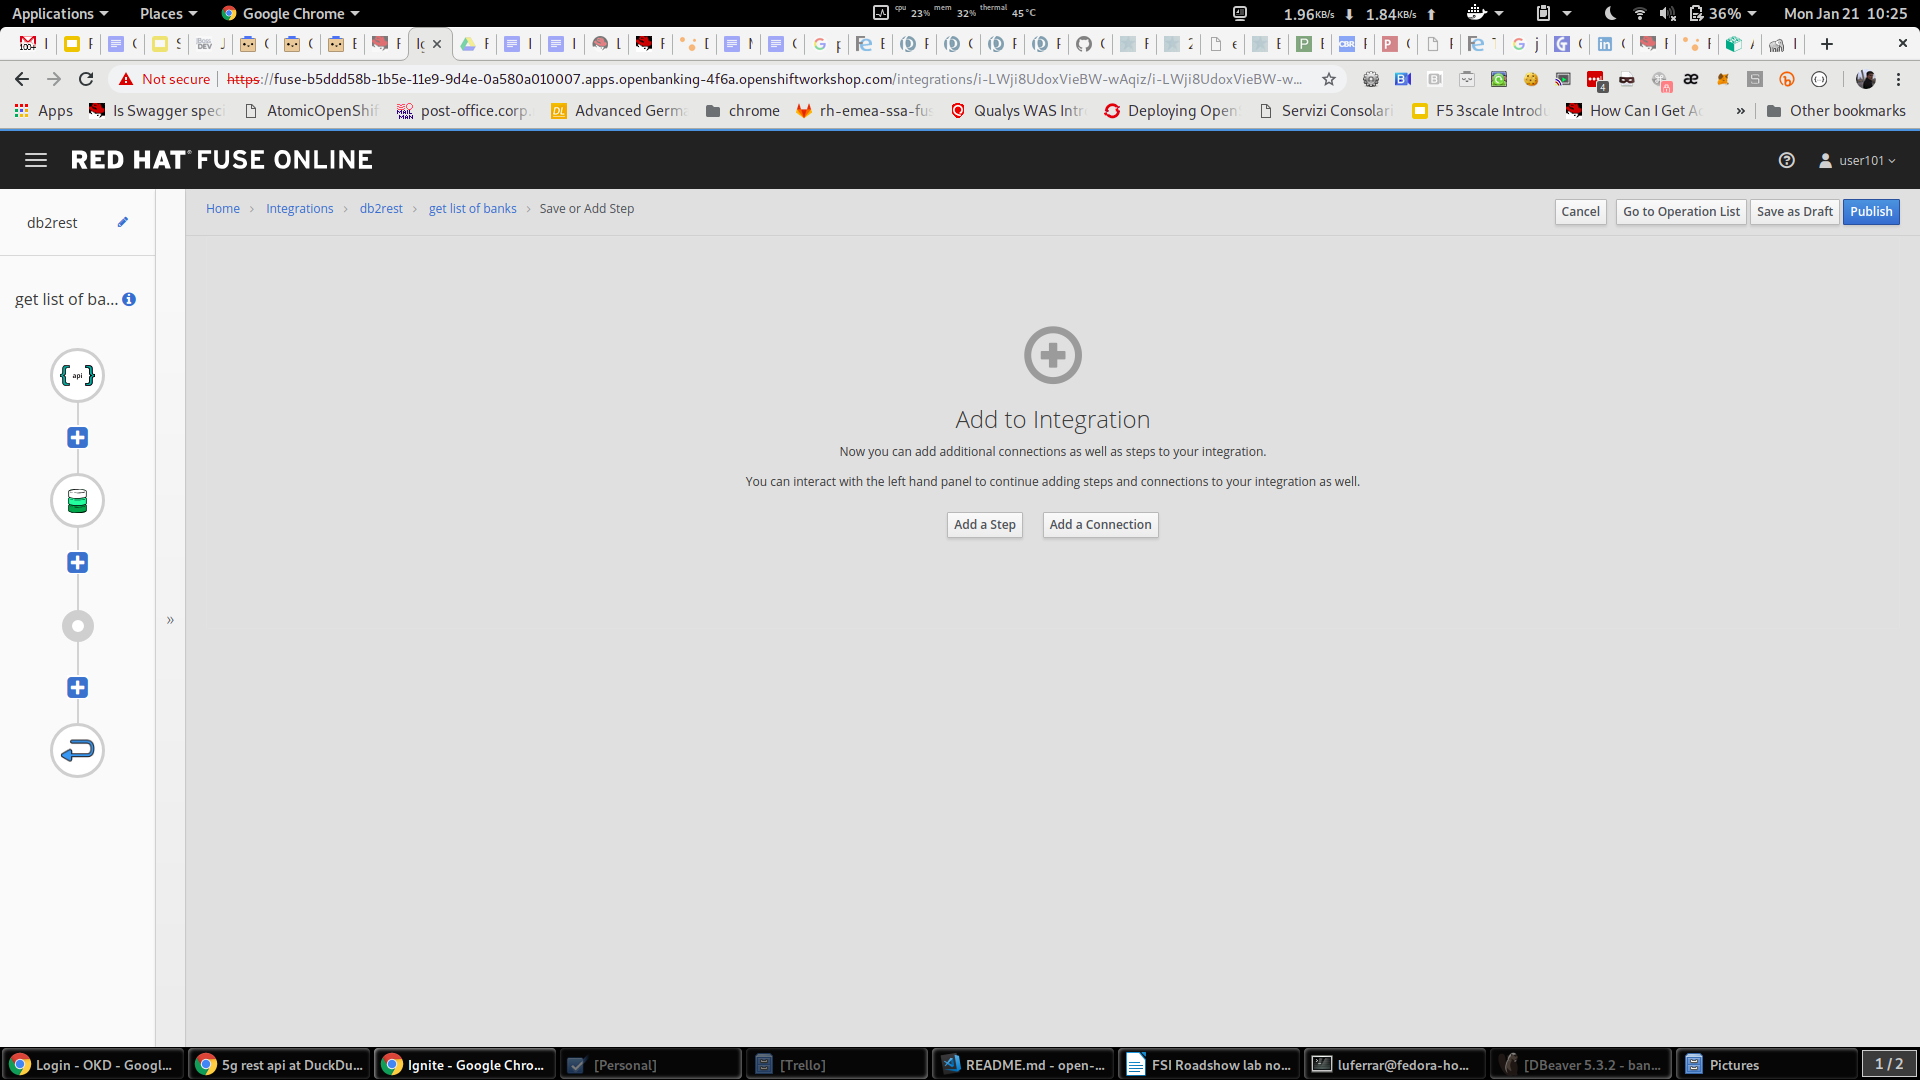 Applications Places Google Chrome cpu 23% mem 32% thermal 45°C 1.96KB/s 1.84KB/s 36% Mon Jan 21 10:25
Not secure https://fuse-b5ddd58b-1b5e-11e9-9d4e-0a580a010007.apps.openbanking-4f6a.openshiftworkshop.com/integrations/i-LWji8UdoxVieBW-wAqiz/i-LWji8UdoxVieBW-w...
Apps Is Swagger spec AtomicOpenShif post-office.corp. Advanced Germa chrome rh-emea-ssa-fus Qualys WAS Intr Deploying Open Servizi Consolari F5 3scale Introdu How Can I Get Ac » Other bookmarks
RED HAT FUSE ONLINE user101
db2rest Home > Integrations > db2rest > get list of banks > Save or Add Step Cancel Go to Operation List Save as Draft Publish
get list of ba...
{ api }
Add to Integration
Now you can add additional connections as well as steps to your integration.
You can interact with the left hand panel to continue adding steps and connections to your integration as well.
Add a Step Add a Connection
»
Login - OKD - Googl... 5g rest api at DuckDu... Ignite - Google Chro... [Personal] [Trello] README.md - open-... FSI Roadshow lab no... luferrar@fedora-ho... [DBeaver 5.3.2 - ban... Pictures 1 / 2